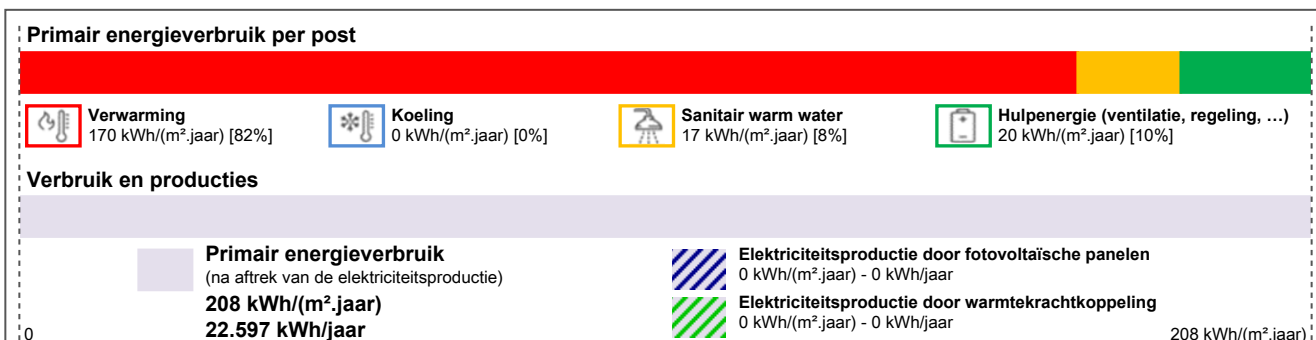 Primair energieverbruik per post
Verwarming
170 kWh/(m².jaar) [82%]
Koeling
0 kWh/(m².jaar) [0%]
Sanitair warm water
17 kWh/(m².jaar) [8%]
Hulpenergie (ventilatie, regeling, …)
20 kWh/(m².jaar) [10%]
Verbruik en producties
Primair energieverbruik
(na aftrek van de elektriciteitsproductie)
208 kWh/(m².jaar)
22.597 kWh/jaar
Elektriciteitsproductie door fotovoltaïsche panelen
0 kWh/(m².jaar) - 0 kWh/jaar
Elektriciteitsproductie door warmtekrachtkoppeling
0 kWh/(m².jaar) - 0 kWh/jaar
0
208 kWh/(m².jaar)